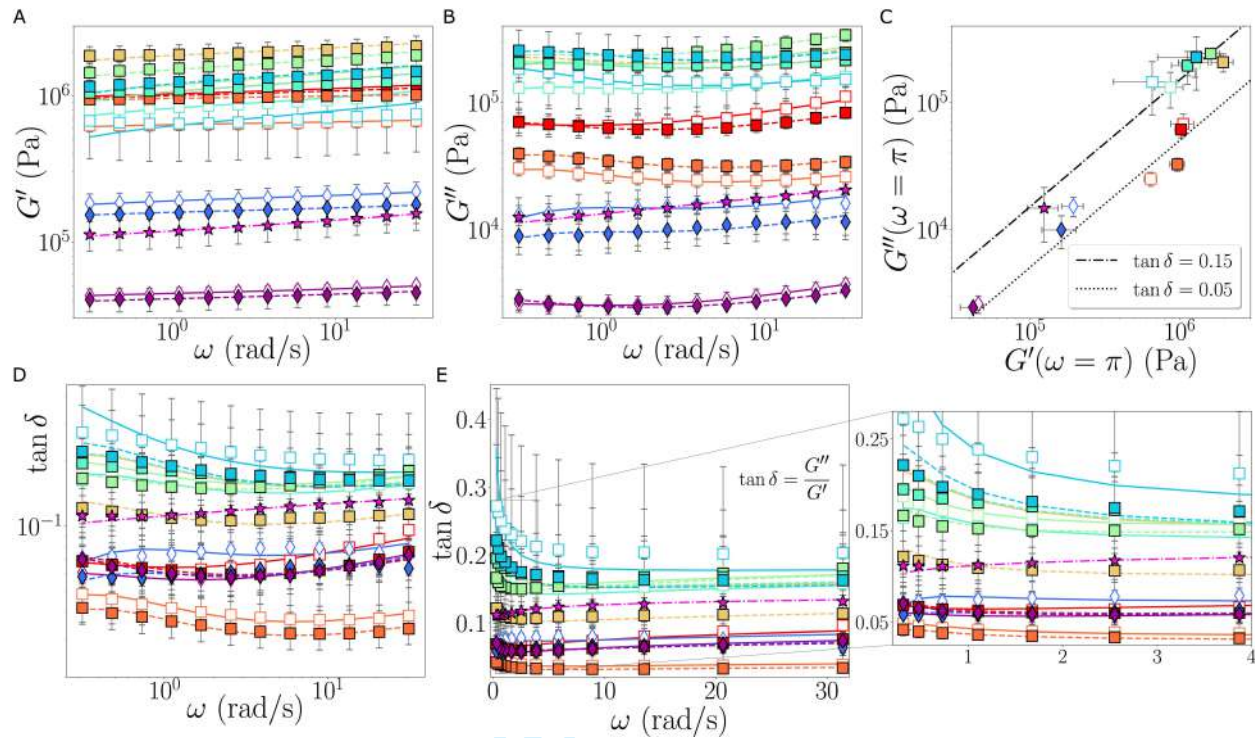 A
B
C
G′ (Pa)
10^6
10^5
10^0
10^1
ω (rad/s)
G′′ (Pa)
10^5
10^4
10^0
10^1
ω (rad/s)
G′′(ω = π) (Pa)
10^5
10^4
tan δ = 0.15
tan δ = 0.05
10^5
10^6
G′(ω = π) (Pa)
D
E
tan δ
10^−1
10^0
10^1
ω (rad/s)
tan δ
0.4
0.3
0.2
0.1
tan δ = G′′/G′
0
10
20
30
ω (rad/s)
0.25
0.15
0.05
1
2
3
4